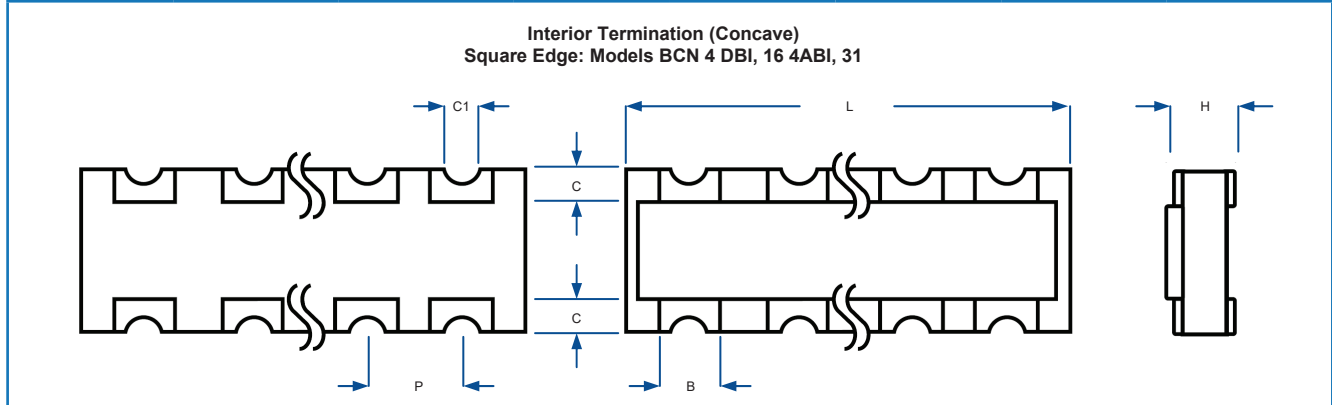 Interior Termination (Concave)
Square Edge: Models BCN 4 DBI, 16 4ABI, 31
C1
L
H
C
C
P
B